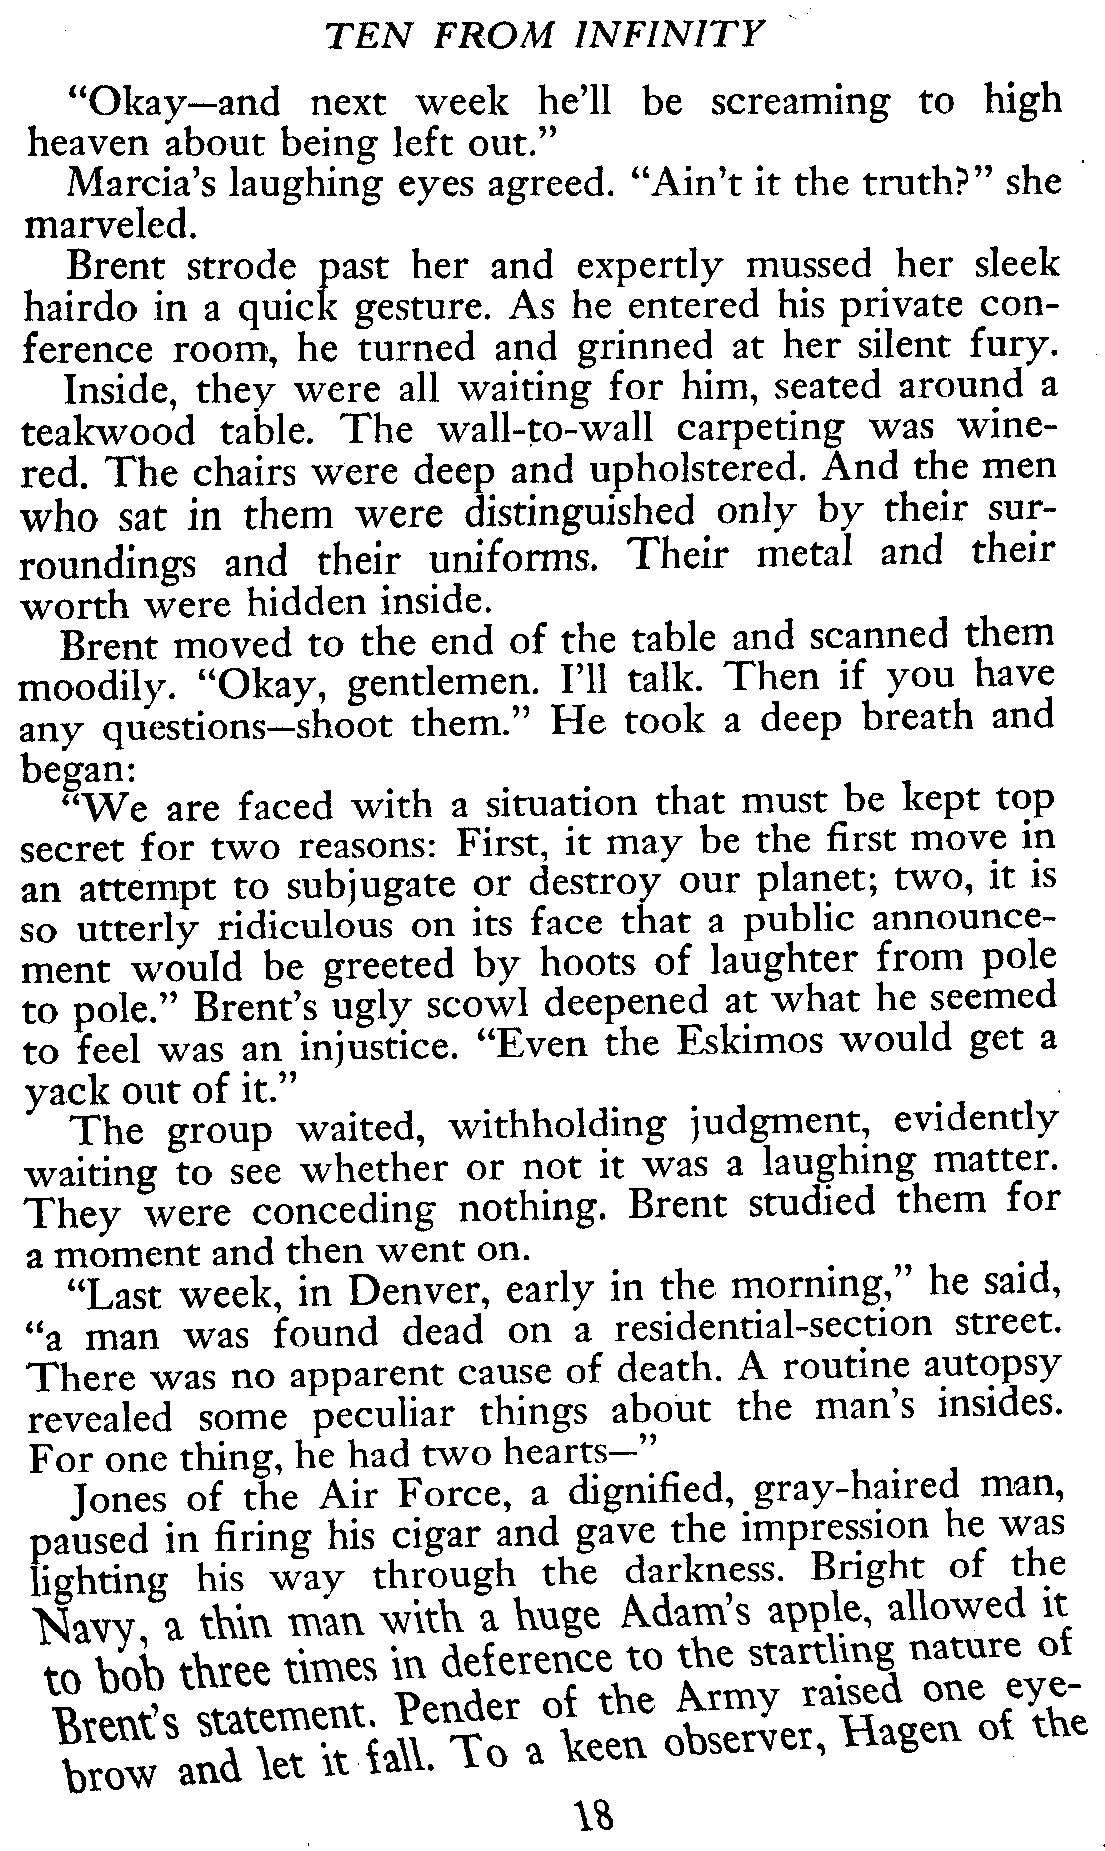 TEN FROM INFINITY
“Okay—and next week he’ll be screaming to high
heaven about being left out.”
Marcia’s laughing eyes agreed. “Ain’t it the truth?” she
marveled.
Brent strode past her and expertly mussed her sleek
hairdo in a quick gesture. As he entered his private con-
ference room, he turned and grinned at her silent fury.
Inside, they were all waiting for him, seated around a
teakwood table. The wall-to-wall carpeting was wine-
red. The chairs were deep and upholstered. And the men
who sat in them were distinguished only by their sur-
roundings and their uniforms. Their metal and their
worth were hidden inside.
Brent moved to the end of the table and scanned them
moodily. “Okay, gentlemen. I’ll talk. Then if you have
any questions—shoot them.” He took a deep breath and
began:
“We are faced with a situation that must be kept top
secret for two reasons: First, it may be the first move in
an attempt to subjugate or destroy our planet; two, it is
so utterly ridiculous on its face that a public announce-
ment would be greeted by hoots of laughter from pole
to pole.” Brent’s ugly scowl deepened at what he seemed
to feel was an injustice. “Even the Eskimos would get a
yack out of it.”
The group waited, withholding judgment, evidently
waiting to see whether or not it was a laughing matter.
They were conceding nothing. Brent studied them for
a moment and then went on.
“Last week, in Denver, early in the morning,” he said,
“a man was found dead on a residential-section street.
There was no apparent cause of death. A routine autopsy
revealed some peculiar things about the man’s insides.
For one thing, he had two hearts—”
Jones of the Air Force, a dignified, gray-haired man,
paused in firing his cigar and gave the impression he was
lighting his way through the darkness. Bright of the
Navy, a thin man with a huge Adam’s apple, allowed it
to bob three times in deference to the startling nature of
Brent’s statement. Pender of the Army raised one eye-
brow and let it fall. To a keen observer, Hagen of the
18